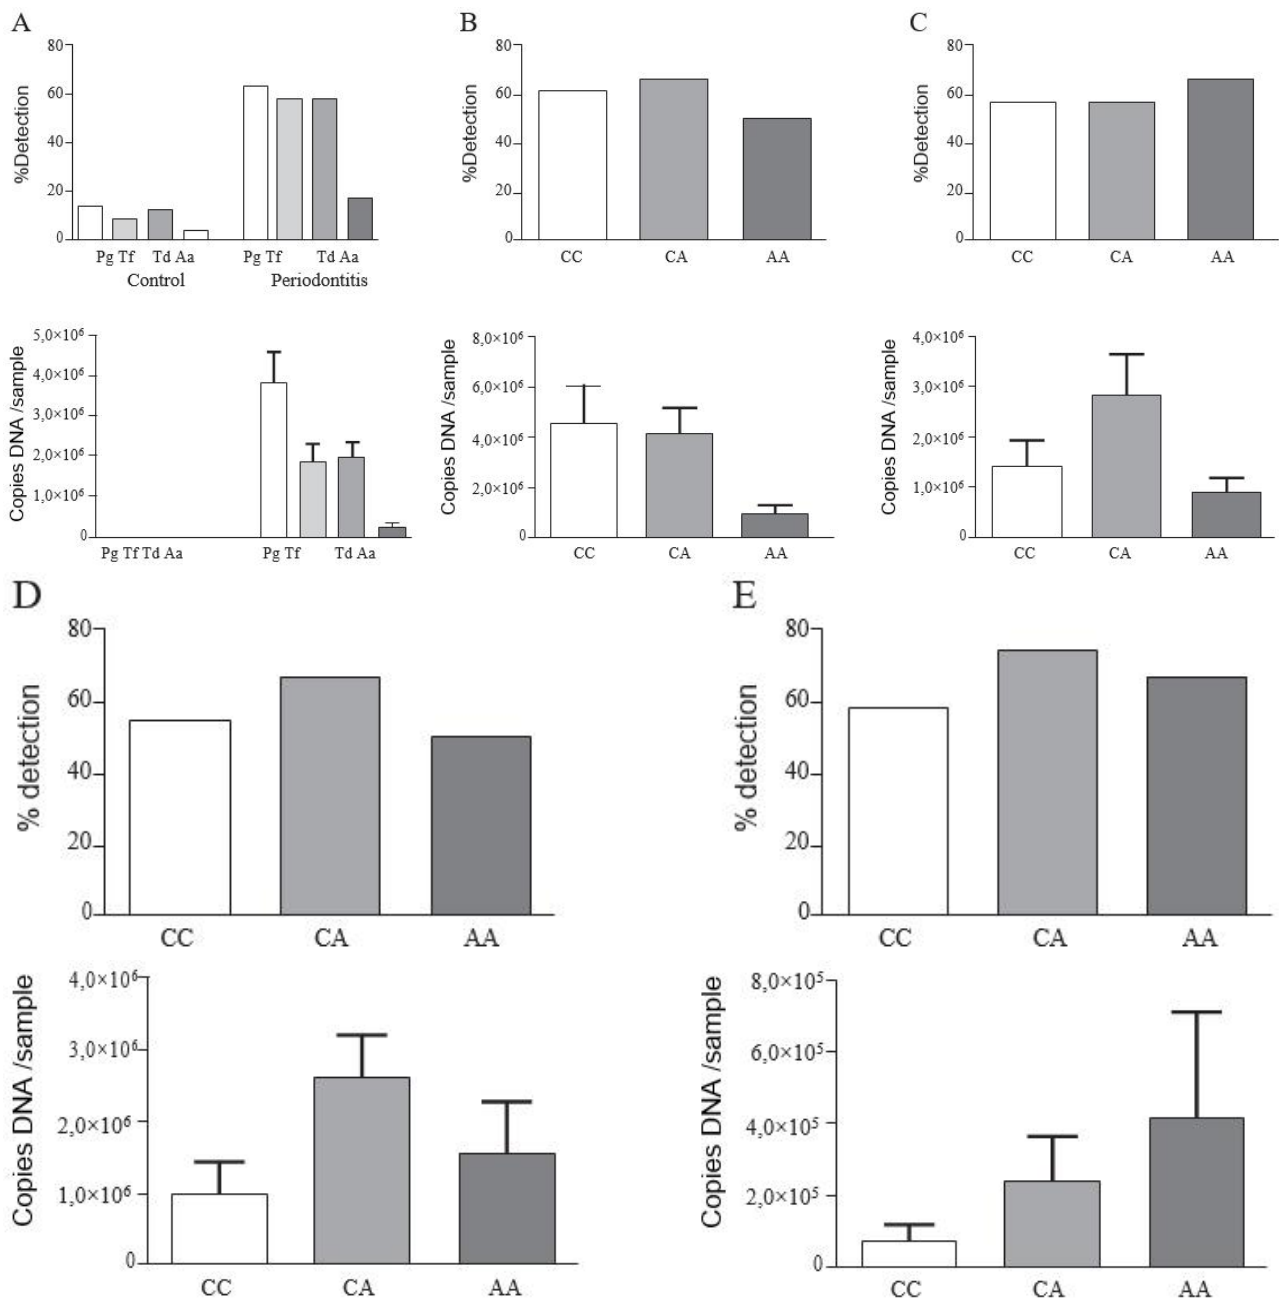 A
%Detection
80
60
40
20
0
Pg Tf Td Aa Pg Tf Td Aa
Control Periodontitis
Copies DNA /sample
5,0×10⁶
4,0×10⁶
3,0×10⁶
2,0×10⁶
1,0×10⁶
0
Pg Tf Td Aa Pg Tf Td Aa
B
%Detection
80
60
40
20
0
CC CA AA
Copies DNA /sample
8,0×10⁶
6,0×10⁶
4,0×10⁶
2,0×10⁶
0
CC CA AA
C
%Detection
80
60
40
20
0
CC CA AA
Copies DNA /sample
4,0×10⁶
3,0×10⁶
2,0×10⁶
1,0×10⁶
0
CC CA AA
D
% detection
80
60
40
20
0
CC CA AA
Copies DNA /sample
4,0×10⁶
3,0×10⁶
2,0×10⁶
1,0×10⁶
0
CC CA AA
E
% detection
80
60
40
20
0
CC CA AA
Copies DNA /sample
8,0×10⁵
6,0×10⁵
4,0×10⁵
2,0×10⁵
0
CC CA AA